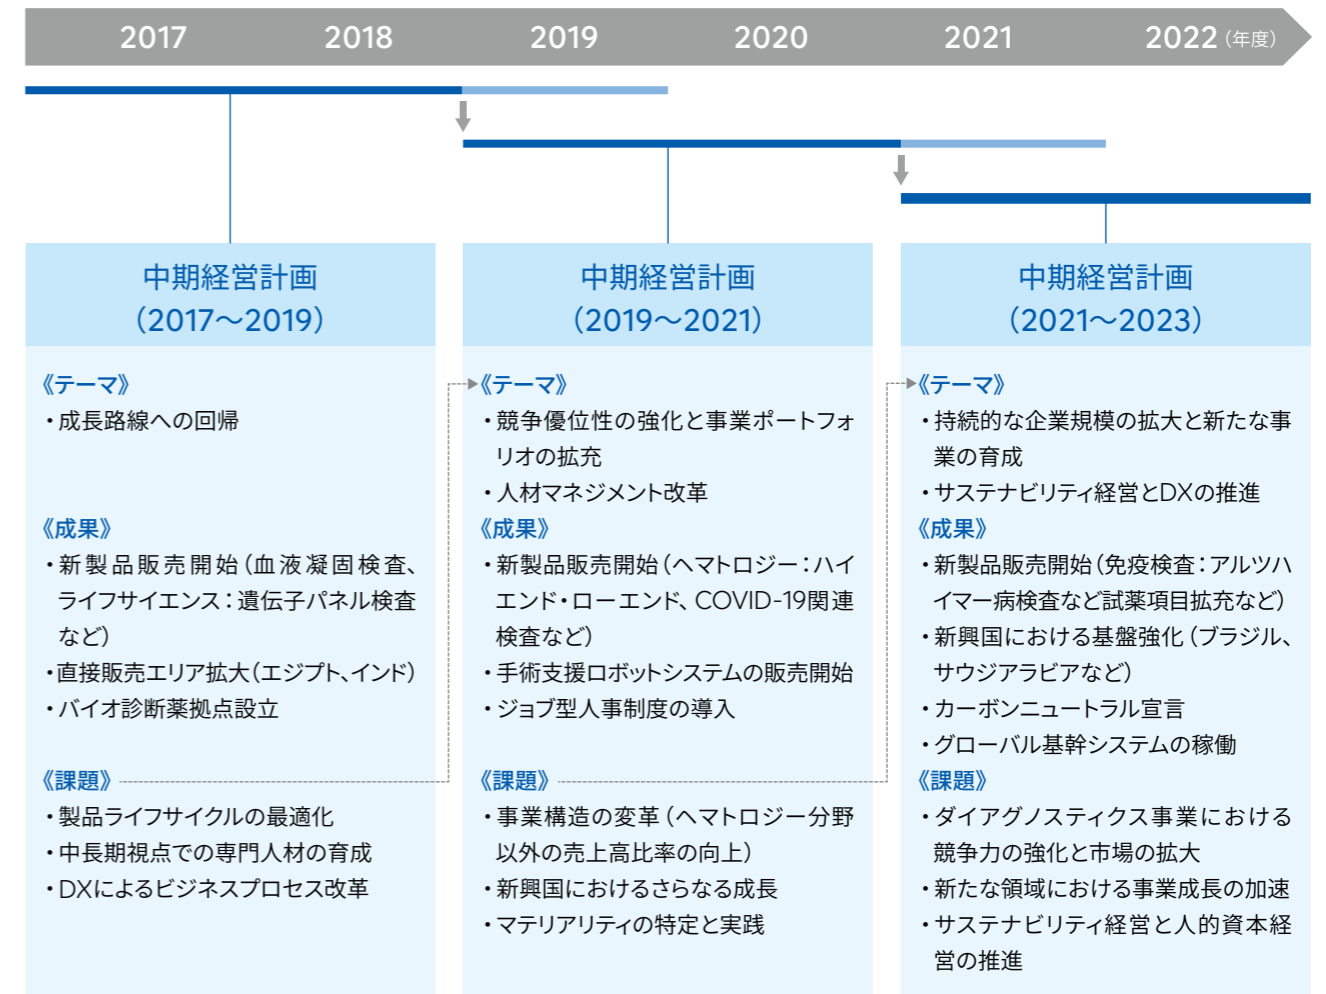 2017 2018 2019 2020 2021 2022（年度）
中期経営計画
（2017～2019）
《テーマ》
・成長路線への回帰
《成果》
・新製品販売開始（血液凝固検査、
ライフサイエンス：遺伝子パネル検査
など）
・直接販売エリア拡大（エジプト、インド）
・バイオ診断薬拠点設立
《課題》
・製品ライフサイクルの最適化
・中長期視点での専門人材の育成
・DXによるビジネスプロセス改革
中期経営計画
（2019～2021）
《テーマ》
・競争優位性の強化と事業ポートフォ
リオの拡充
・人材マネジメント改革
《成果》
・新製品販売開始（ヘマトロジー：ハイ
エンド・ローエンド、COVID-19関連
検査など）
・手術支援ロボットシステムの販売開始
・ジョブ型人事制度の導入
《課題》
・事業構造の変革（ヘマトロジー分野
以外の売上高比率の向上）
・新興国におけるさらなる成長
・マテリアリティの特定と実践
中期経営計画
（2021～2023）
《テーマ》
・持続的な企業規模の拡大と新たな事
業の育成
・サステナビリティ経営とDXの推進
《成果》
・新製品販売開始（免疫検査：アルツハ
イマー病検査など試薬項目拡充など）
・新興国における基盤強化（ブラジル、
サウジアラビアなど）
・カーボンニュートラル宣言
・グローバル基幹システムの稼働
《課題》
・ダイアグノスティクス事業における
競争力の強化と市場の拡大
・新たな領域における事業成長の加速
・サステナビリティ経営と人的資本経
営の推進